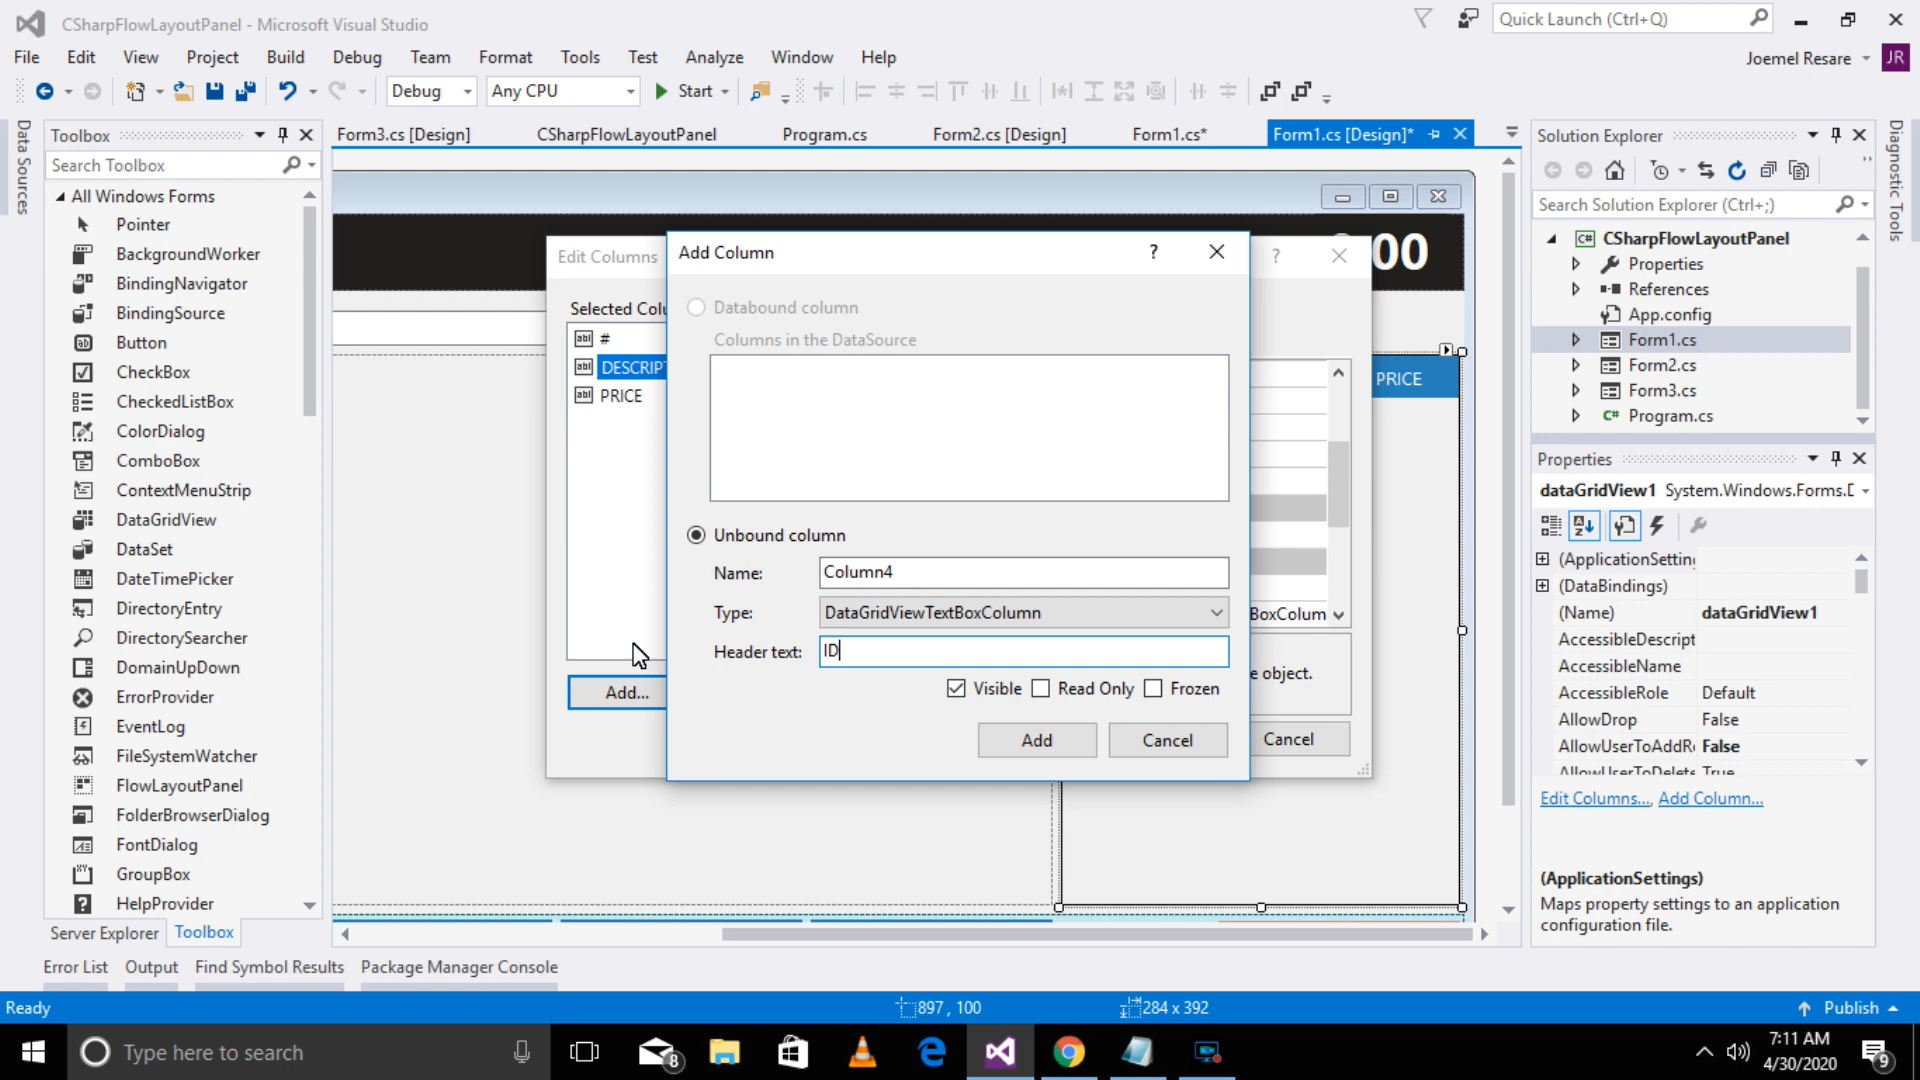 CSharpFlowLayoutPanel - Microsoft Visual Studio
Quick Launch (Ctrl+Q)
File Edit View Project Build Debug Team Format Tools Test Analyze Window Help
Joemel Resare JR
Debug Any CPU Start
Data Sources
Toolbox
Search Toolbox
All Windows Forms
Pointer
BackgroundWorker
BindingNavigator
BindingSource
Button
CheckBox
CheckedListBox
ColorDialog
ComboBox
ContextMenuStrip
DataGridView
DataSet
DateTimePicker
DirectoryEntry
DirectorySearcher
DomainUpDown
ErrorProvider
EventLog
FileSystemWatcher
FlowLayoutPanel
FolderBrowserDialog
FontDialog
GroupBox
HelpProvider
Server Explorer Toolbox
Form3.cs [Design] CSharpFlowLayoutPanel Program.cs Form2.cs [Design] Form1.cs* Form1.cs [Design]*
00
PRICE
Edit Columns
Selected Colu
#
DESCRIPT
PRICE
Add...
BoxColum
e object.
Cancel
Add Column
Databound column
Columns in the DataSource
Unbound column
Name: Column4
Type: DataGridViewTextBoxColumn
Header text: ID
Visible Read Only Frozen
Add Cancel
Solution Explorer
Search Solution Explorer (Ctrl+;)
C# CSharpFlowLayoutPanel
Properties
References
App.config
Form1.cs
Form2.cs
Form3.cs
C# Program.cs
Properties
dataGridView1 System.Windows.Forms.D
(ApplicationSetting
(DataBindings)
(Name) dataGridView1
AccessibleDescript
AccessibleName
AccessibleRole Default
AllowDrop False
AllowUserToAddRo False
AllowUserToDelete True
Edit Columns..., Add Column...
(ApplicationSettings)
Maps property settings to an application
configuration file.
Diagnostic Tools
Error List Output Find Symbol Results Package Manager Console
Ready 897 , 100 284 x 392 Publish
Type here to search
8
7:11 AM
4/30/2020
9